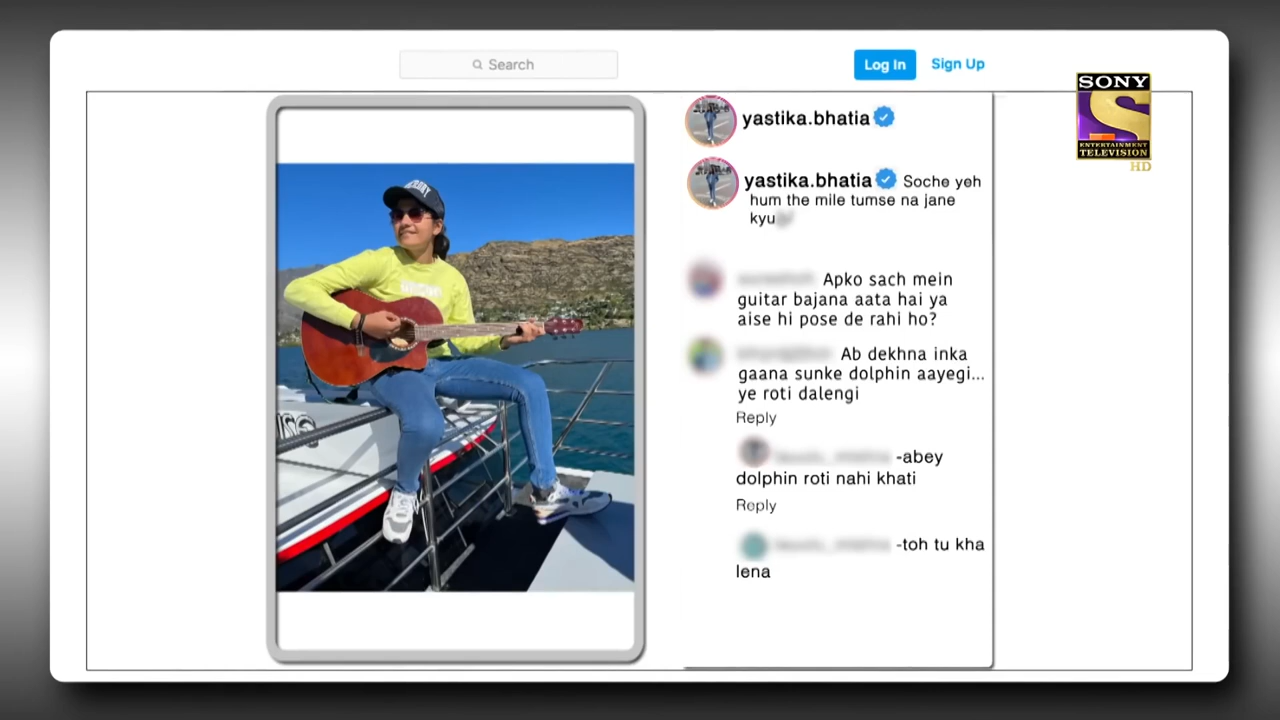 Search
Log In
Sign Up
SONY
S
ENTERTAINMENT
TELEVISION
HD
yastika.bhatia
yastika.bhatia Soche yeh
hum the mile tumse na jane
kyu
Apko sach mein
guitar bajana aata hai ya
aise hi pose de rahi ho?
Ab dekhna inka
gaana sunke dolphin aayegi...
ye roti dalengi
Reply
-abey
dolphin roti nahi khati
Reply
-toh tu kha
lena